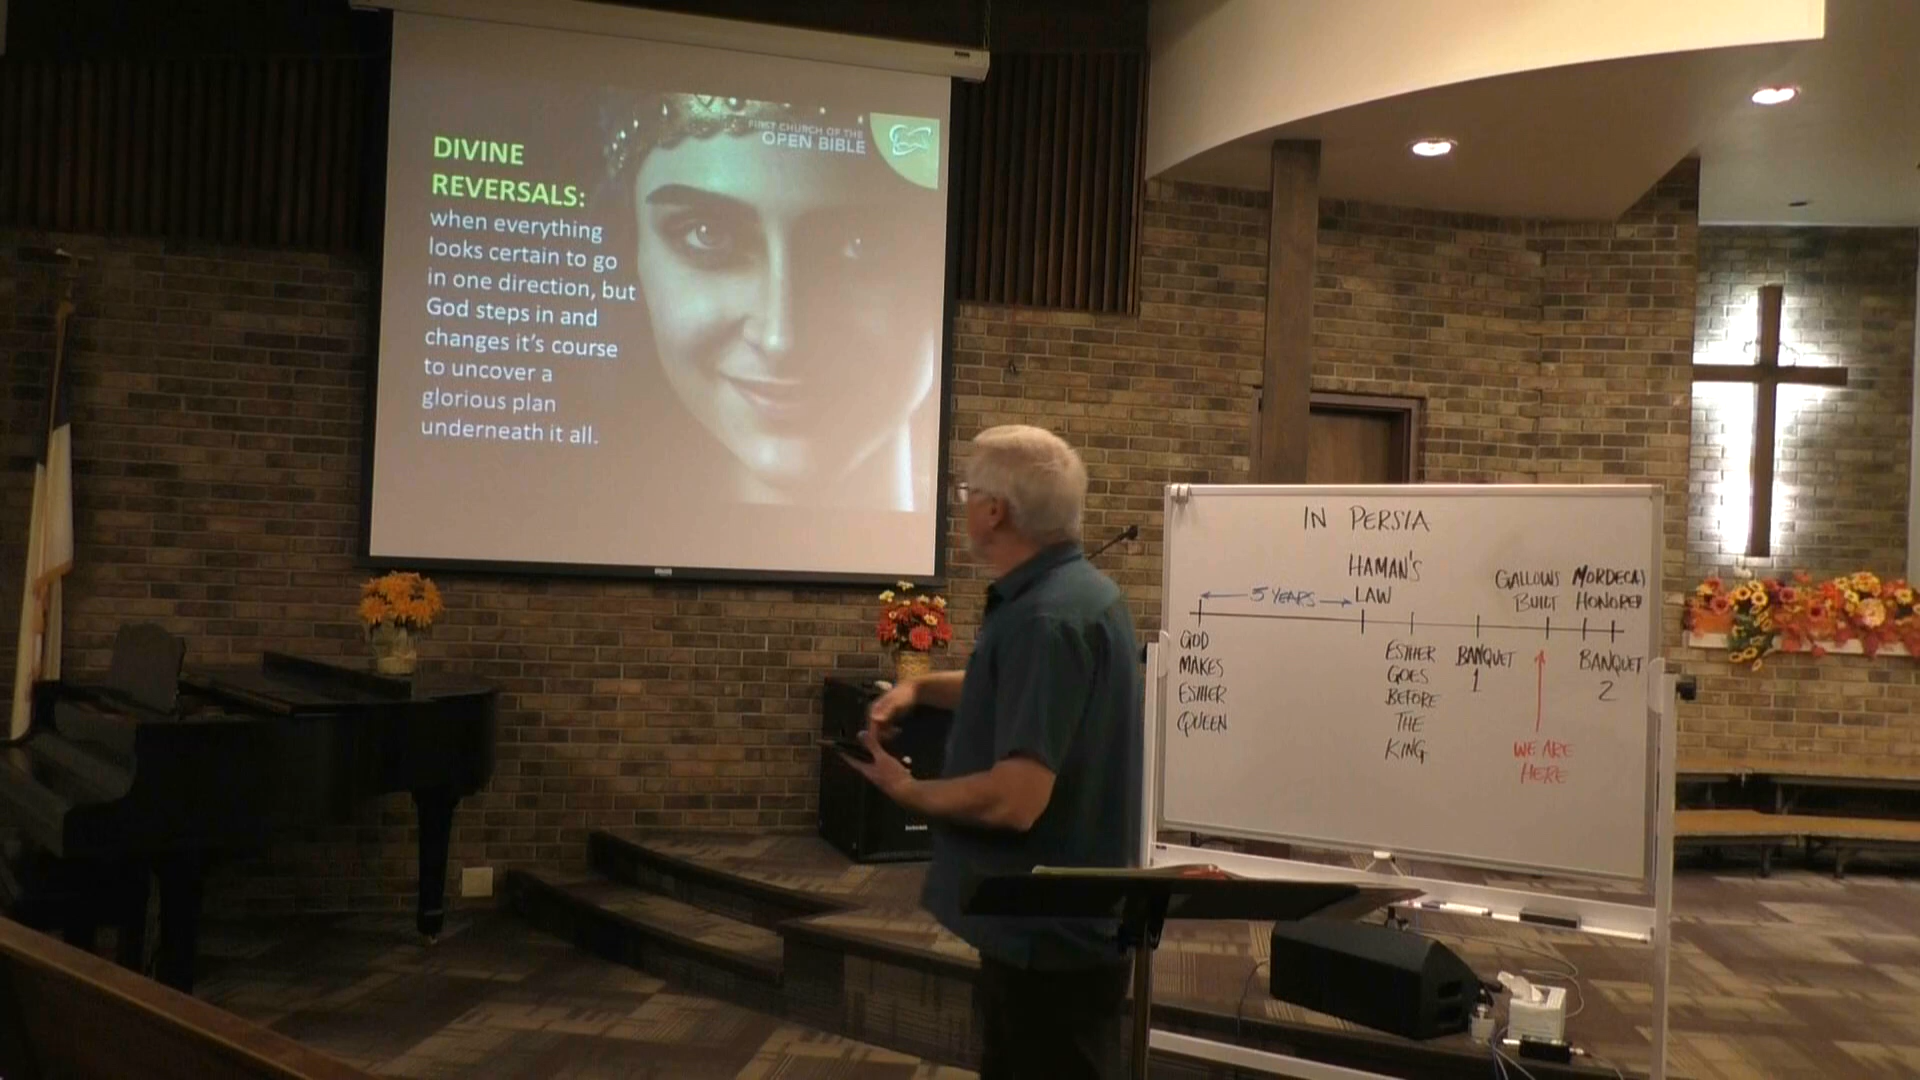 DIVINE
REVERSALS:
when everything
looks certain to go
in one direction, but
God steps in and
changes it's course
to uncover a
glorious plan
underneath it all.
FIRST CHURCH OF THE
OPEN BIBLE
IN PERSIA
HAMAN'S
LAW
5 YEARS
GALLOWS
BUILT
MORDECAI
HONORED
GOD
MAKES
ESTHER
QUEEN
ESTHER
GOES
BEFORE
THE
KING
BANQUET
1
BANQUET
2
WE ARE
HERE